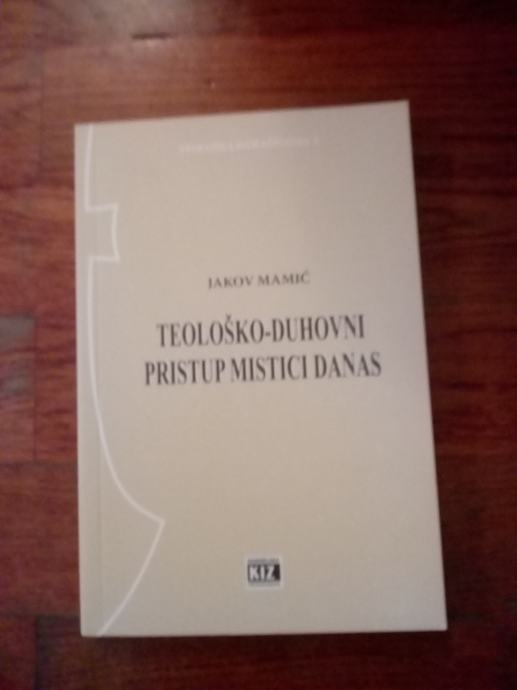 JAKOV MAMIĆ
TEOLOŠKO-DUHOVNI
PRISTUP MISTICI DANAS
KIZ